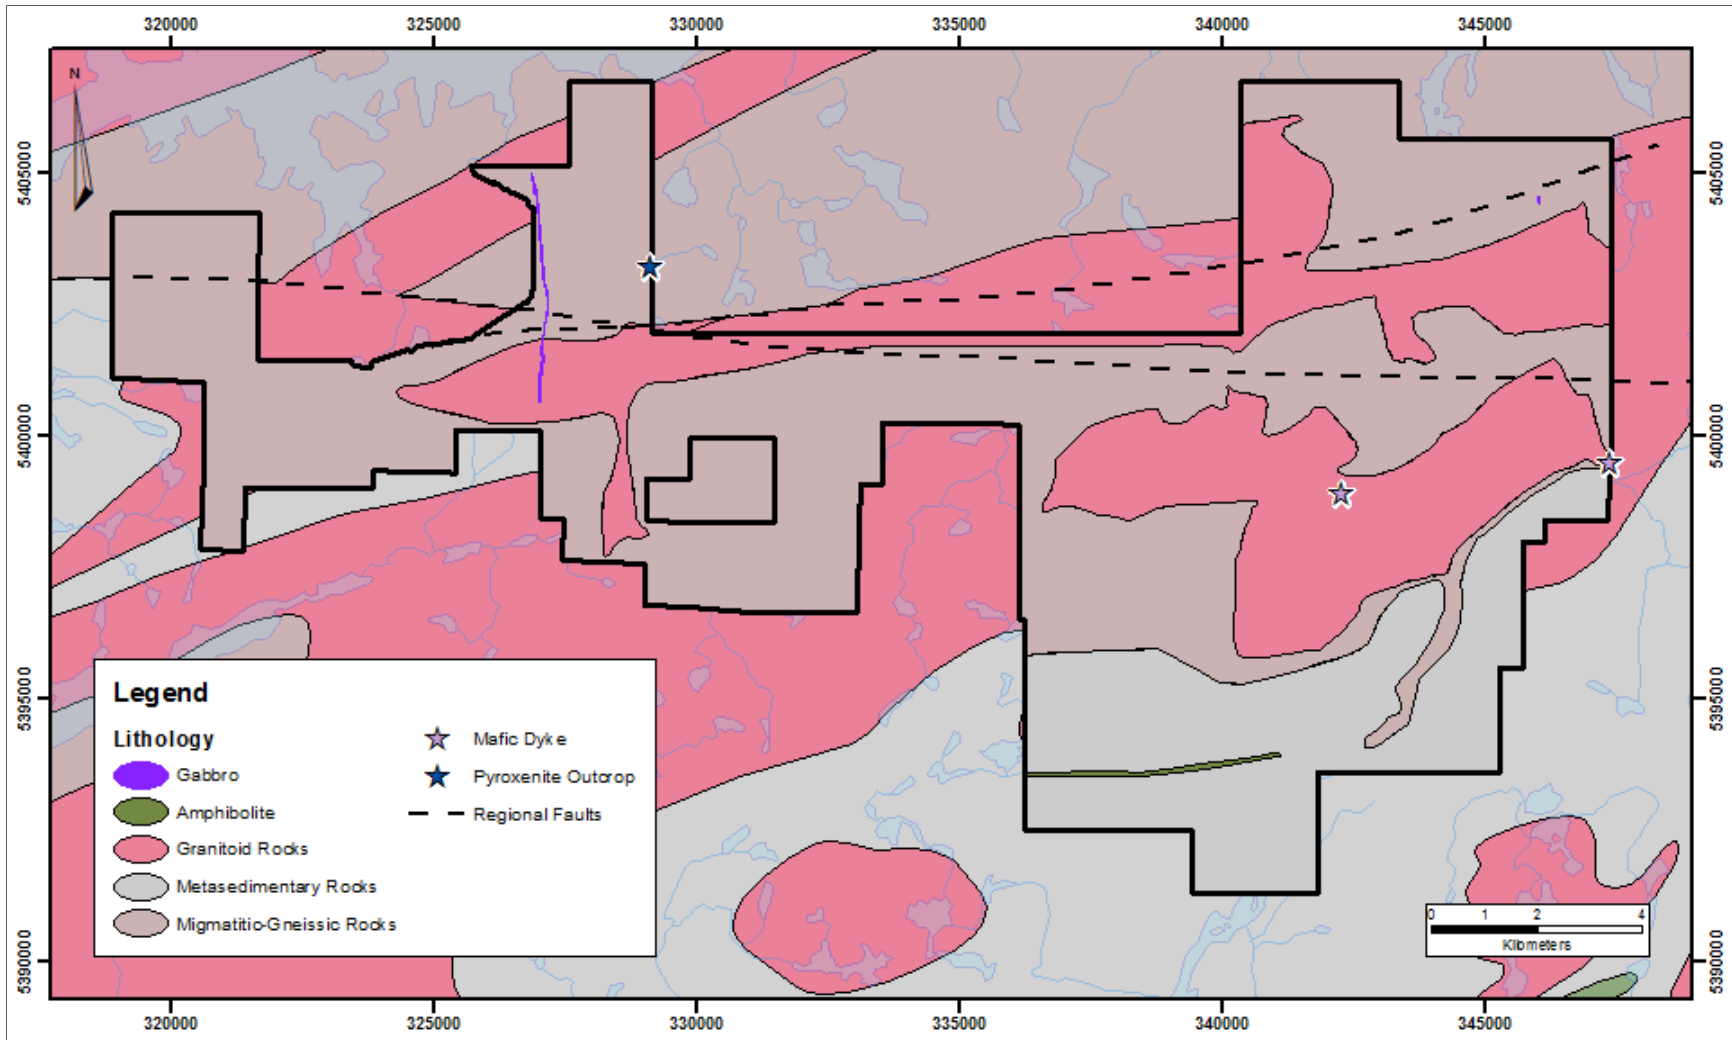 320000 325000 330000 335000 340000 345000
N
5405000 5405000
5400000 5400000
5395000 5395000
5390000 5390000
Legend
Lithology
Gabbro
Amphibolite
Granitoid Rocks
Metasedimentary Rocks
Migmatitic-Gneissic Rocks
Mafic Dyke
Pyroxenite Outcrop
Regional Faults
0 1 2 4
Kilometers
320000 325000 330000 335000 340000 345000